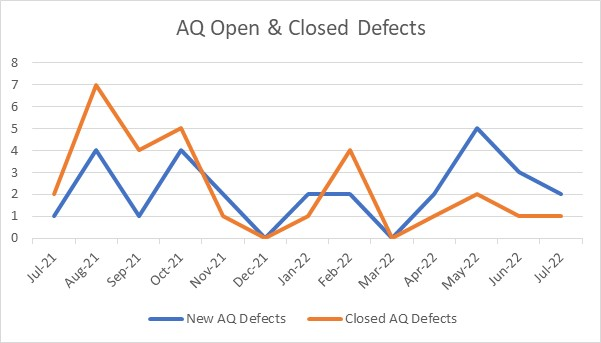 AQ Open & Closed Defects
8
7
6
5
4
3
2
1
0
Jul-21
Aug-21
Sep-21
Oct-21
Nov-21
Dec-21
Jan-22
Feb-22
Mar-22
Apr-22
May-22
Jun-22
Jul-22
New AQ Defects
Closed AQ Defects